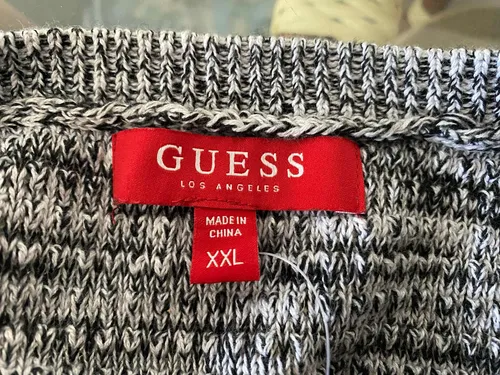 GUESS
LOS ANGELES
MADE IN
CHINA
XXL